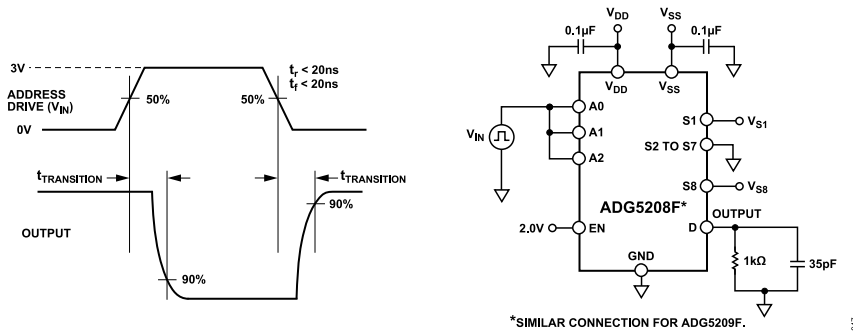 3V
ADDRESS
DRIVE (VIN)
0V
50%
50%
tr < 20ns
tf < 20ns
tTRANSITION
tTRANSITION
90%
OUTPUT
90%
VDD
VSS
0.1µF
0.1µF
VDD
VSS
A0
A1
A2
VIN
S1
VS1
S2 TO S7
S8
VS8
ADG5208F*
OUTPUT
2.0V
EN
D
GND
1kΩ
35pF
*SIMILAR CONNECTION FOR ADG5209F.